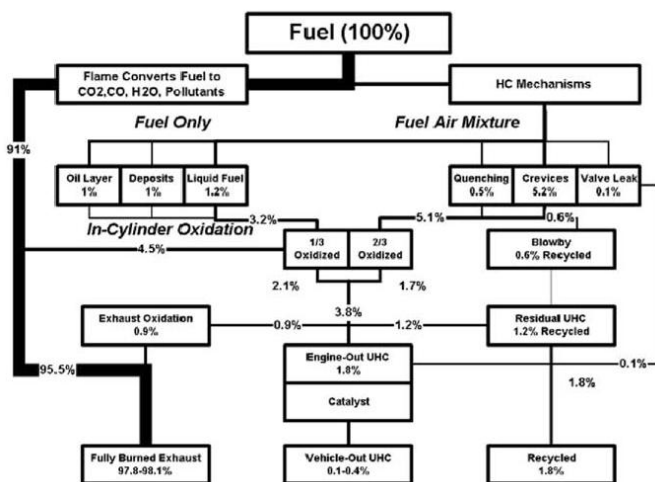 Fuel (100%)
Flame Converts Fuel to
CO2,CO, H2O, Pollutants
HC Mechanisms
Fuel Only
Fuel Air Mixture
91%
Oil Layer
1%
Deposits
1%
Liquid Fuel
1.2%
Quenching
0.5%
Crevices
5.2%
Valve Leak
0.1%
In-Cylinder Oxidation
3.2%
5.1%
0.6%
4.5%
1/3
Oxidized
2/3
Oxidized
Blowby
0.6% Recycled
2.1%
1.7%
3.8%
Exhaust Oxidation
0.9%
0.9%
1.2%
Residual UHC
1.2% Recycled
95.5%
Engine-Out UHC
1.8%
0.1%
1.8%
Catalyst
Fully Burned Exhaust
97.8-98.1%
Vehicle-Out UHC
0.1-0.4%
Recycled
1.8%